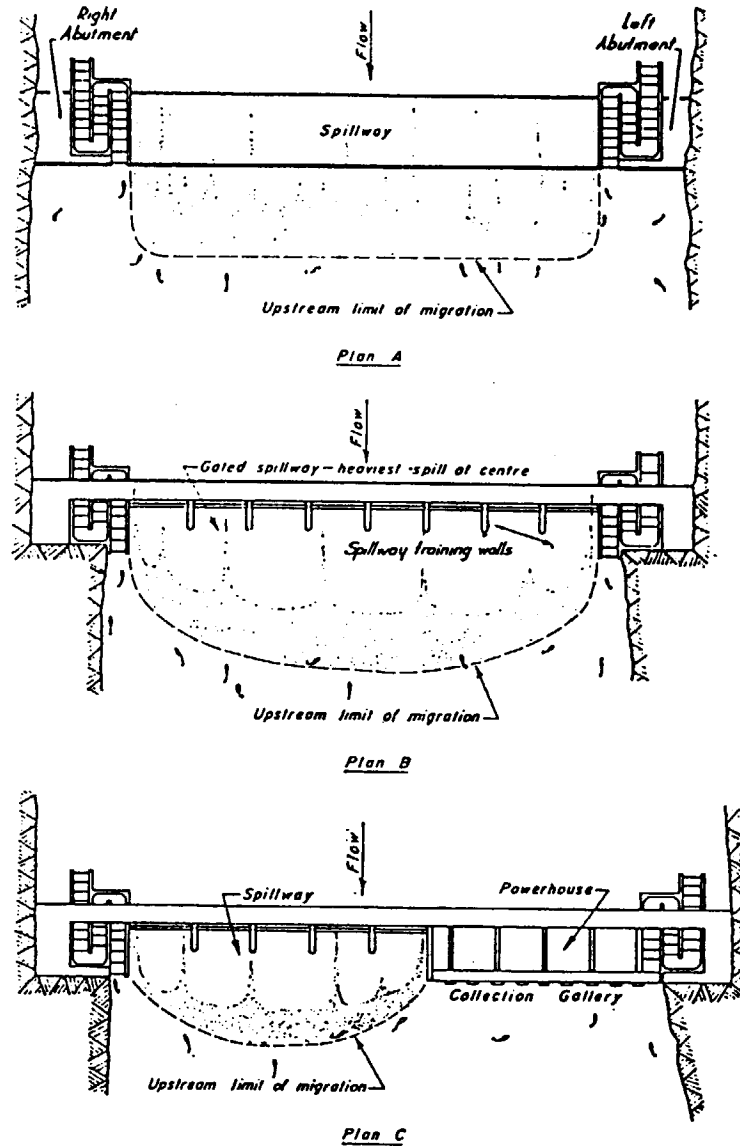 Right
Abutment
Flow
Left
Abutment
Spillway
Upstream limit of migration
Plan A
Flow
Gated spillway - heaviest spill at centre
Spillway training walls
Upstream limit of migration
Plan B
Flow
Spillway
Powerhouse
Collection Gallery
Upstream limit of migration
Plan C